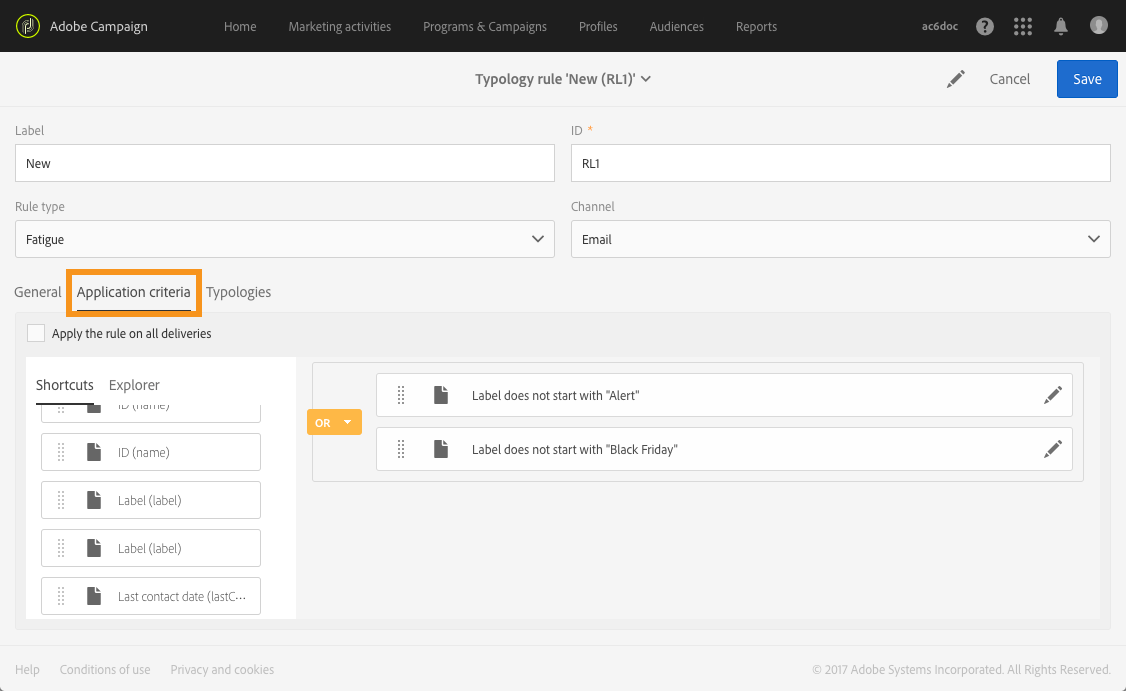 Adobe Campaign Home Marketing activities Programs & Campaigns Profiles Audiences Reports ac6doc ?
Typology rule 'New (RL1)' Cancel Save
Label ID *
New RL1
Rule type Channel
Fatigue Email
General Application criteria Typologies
Apply the rule on all deliveries
Shortcuts Explorer
ID (name)
ID (name)
Label (label)
Label (label)
Last contact date (lastC...
OR
Label does not start with "Alert"
Label does not start with "Black Friday"
Help Conditions of use Privacy and cookies © 2017 Adobe Systems Incorporated. All Rights Reserved.